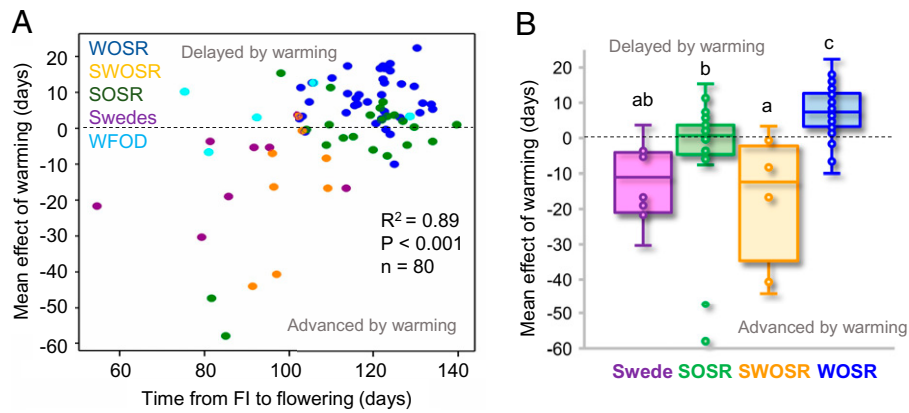 A
Mean effect of warming (days)
20
10
0
-10
-20
-30
-40
-50
-60
WOSR
SWOSR
SOSR
Swedes
WFOD
Delayed by warming
R² = 0.89
P < 0.001
n = 80
Advanced by warming
60 80 100 120 140
Time from FI to flowering (days)
B
Mean effect of warming (days)
30
20
10
0
-10
-20
-30
-40
-50
-60
Delayed by warming
ab b a c
Advanced by warming
Swede SOSR SWOSR WOSR